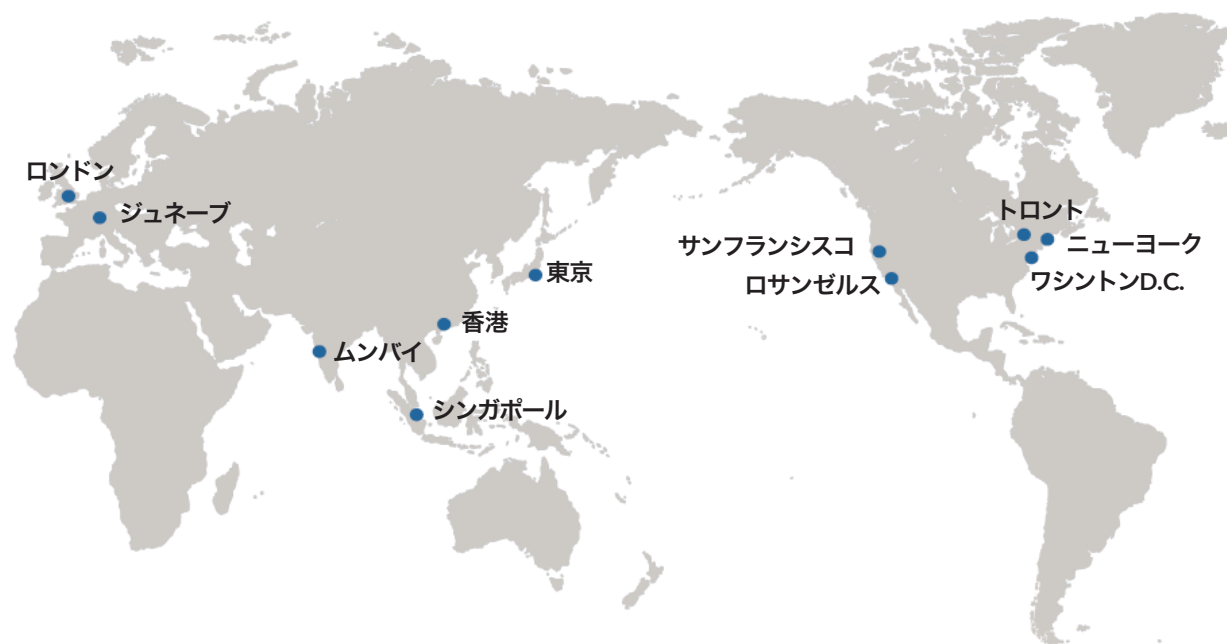 ロンドン
ジュネーブ
東京
香港
ムンバイ
シンガポール
サンフランシスコ
ロサンゼルス
トロント
ニューヨーク
ワシントンD.C.